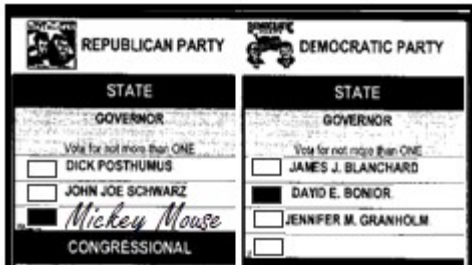 REPUBLICAN PARTY
STATE
GOVERNOR
Vote for not more than ONE
DICK POSTHUMUS
JOHN JOE SCHWARZ
Mickey Mouse
CONGRESSIONAL
DEMOCRATIC PARTY
STATE
GOVERNOR
Vote for not more than ONE
JAMES J. BLANCHARD
DAVID E. BONIOR
JENNIFER M. GRANHOLM